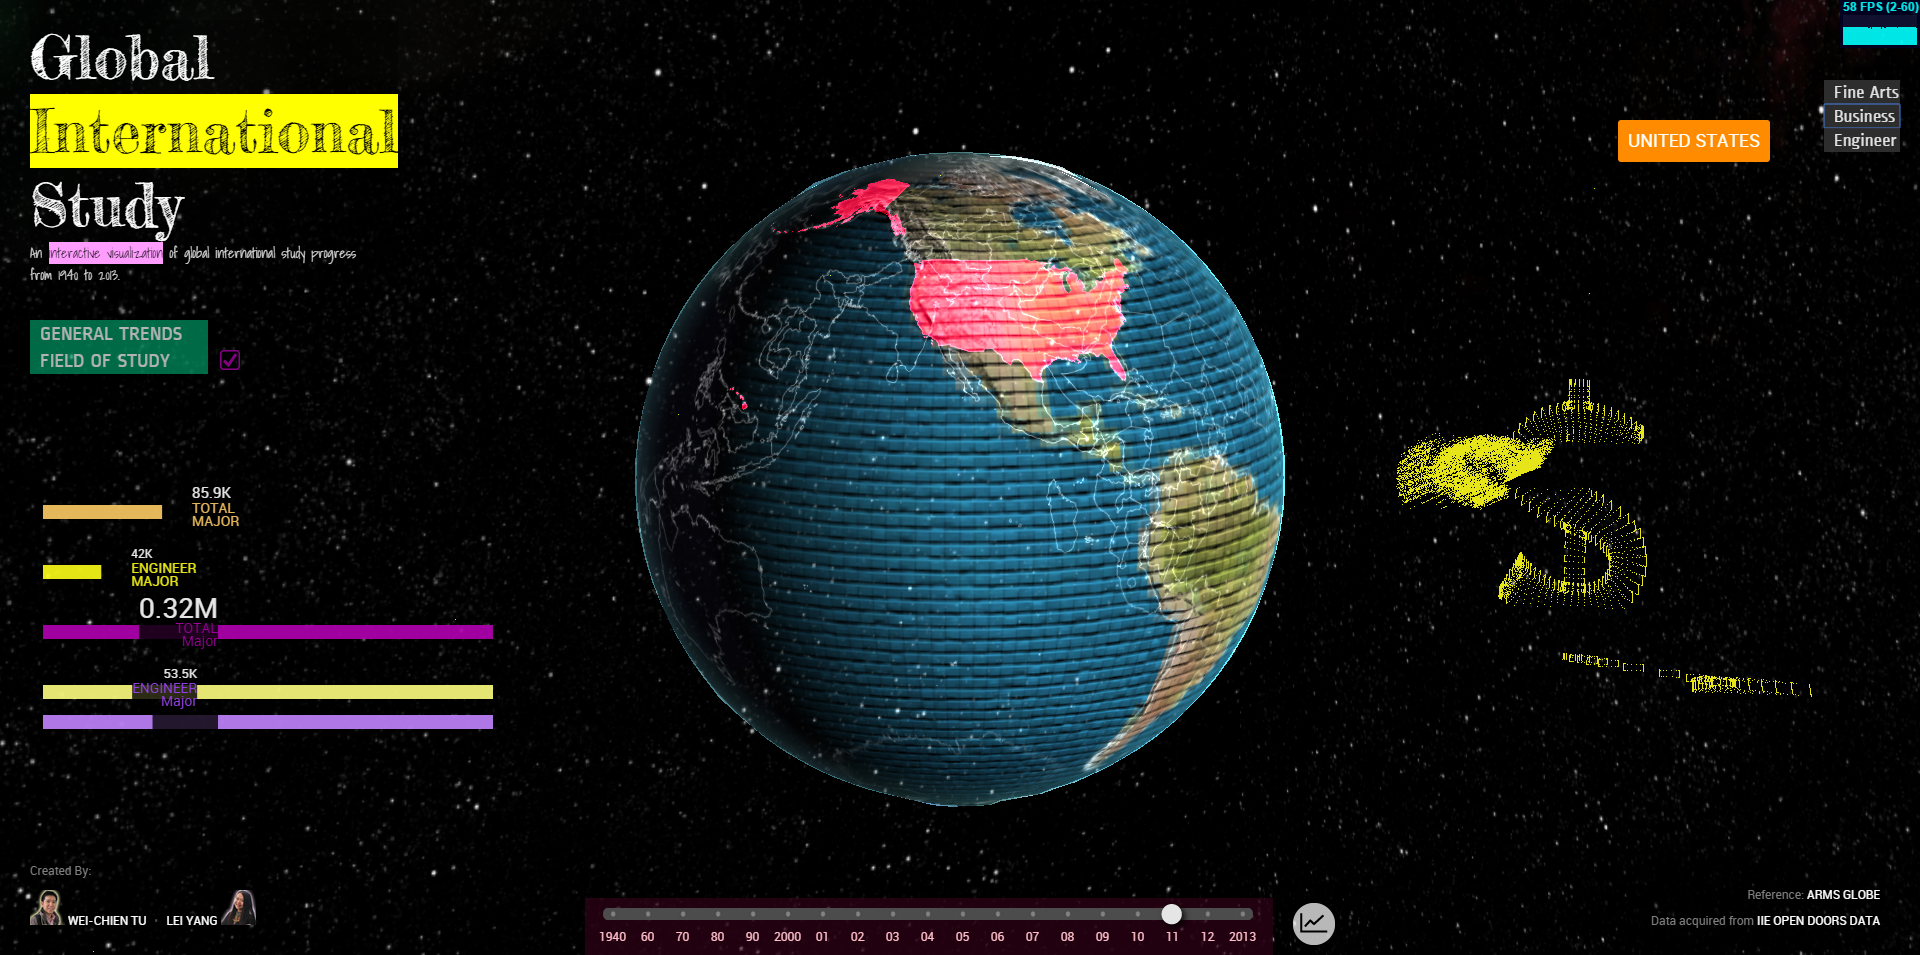 Global
International
Study
An interactive visualization of global international study progress
from 1940 to 2013.
GENERAL TRENDS
FIELD OF STUDY
58 FPS (2-60)
Fine Arts
Business
Engineer
UNITED STATES
85.9K
TOTAL
MAJOR
42K
ENGINEER
MAJOR
0.32M
TOTAL
Major
53.5K
ENGINEER
Major
Created By:
WEI-CHIEN TU LEI YANG
1940 60 70 80 90 2000 01 02 03 04 05 06 07 08 09 10 11 12 2013
Reference: ARMS GLOBE
Data acquired from IIE OPEN DOORS DATA